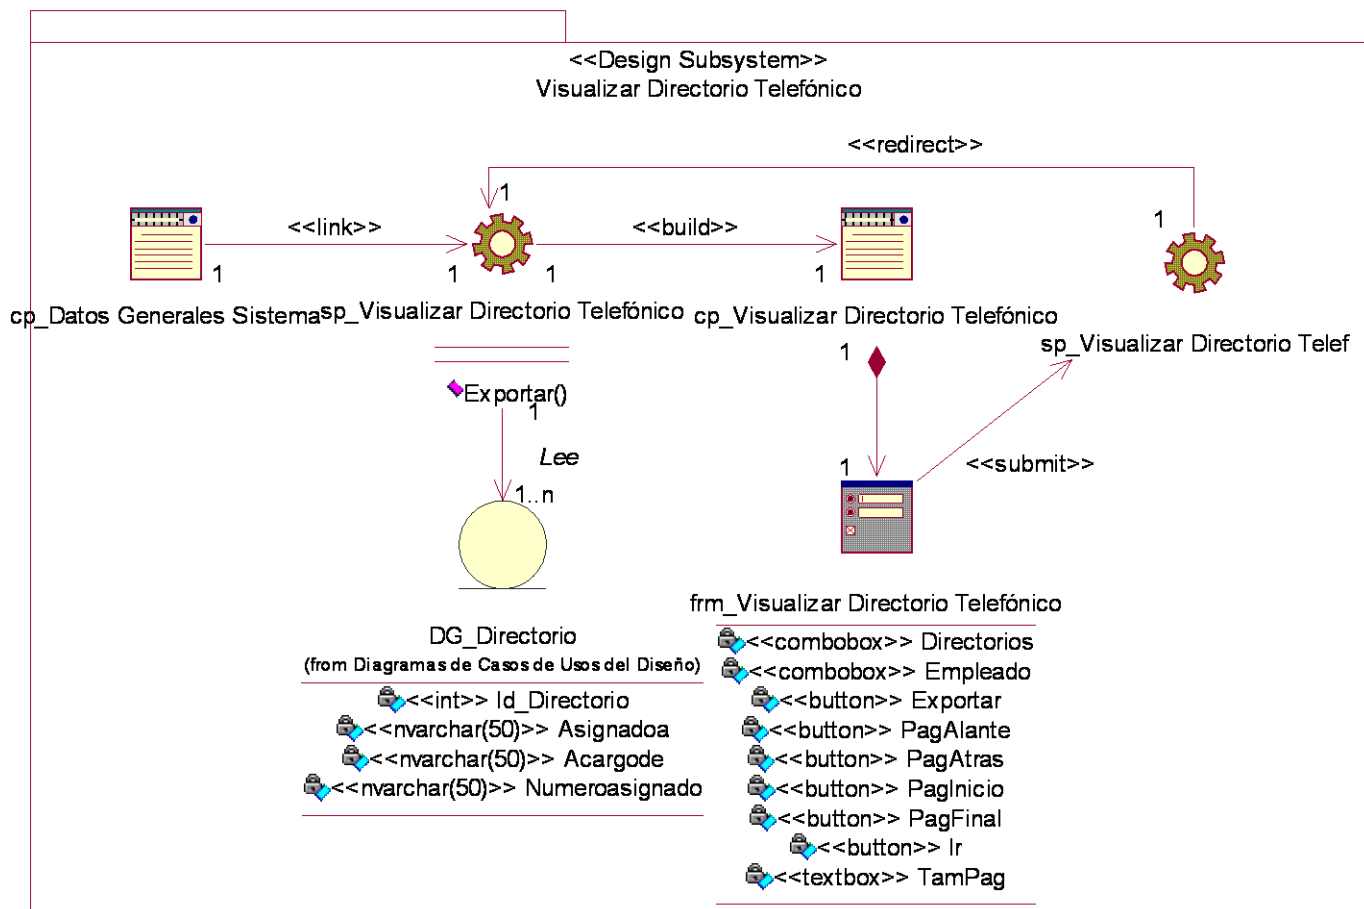 <<Design Subsystem>>
Visualizar Directorio Telefónico
<<redirect>>
1
1
<<link>>
<<build>>
1
1
1
1
cp_Datos Generales Sistema
sp_Visualizar Directorio Telefónico
cp_Visualizar Directorio Telefónico
sp_Visualizar Directorio Telef
1
Exportar()
1
Lee
1..n
1
<<submit>>
DG_Directorio
(from Diagramas de Casos de Usos del Diseño)
<<int>> Id_Directorio
<<nvarchar(50)>> Asignadoa
<<nvarchar(50)>> Acargode
<<nvarchar(50)>> Numeroasignado
frm_Visualizar Directorio Telefónico
<<combobox>> Directorios
<<combobox>> Empleado
<<button>> Exportar
<<button>> PagAlante
<<button>> PagAtras
<<button>> PagInicio
<<button>> PagFinal
<<button>> Ir
<<textbox>> TamPag